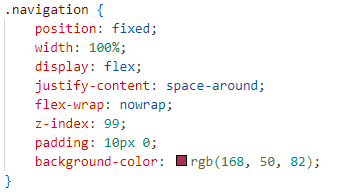 .navigation {
position: fixed;
width: 100%;
display: flex;
justify-content: space-around;
flex-wrap: nowrap;
z-index: 99;
padding: 10px 0;
background-color: rgb(168, 50, 82);
}